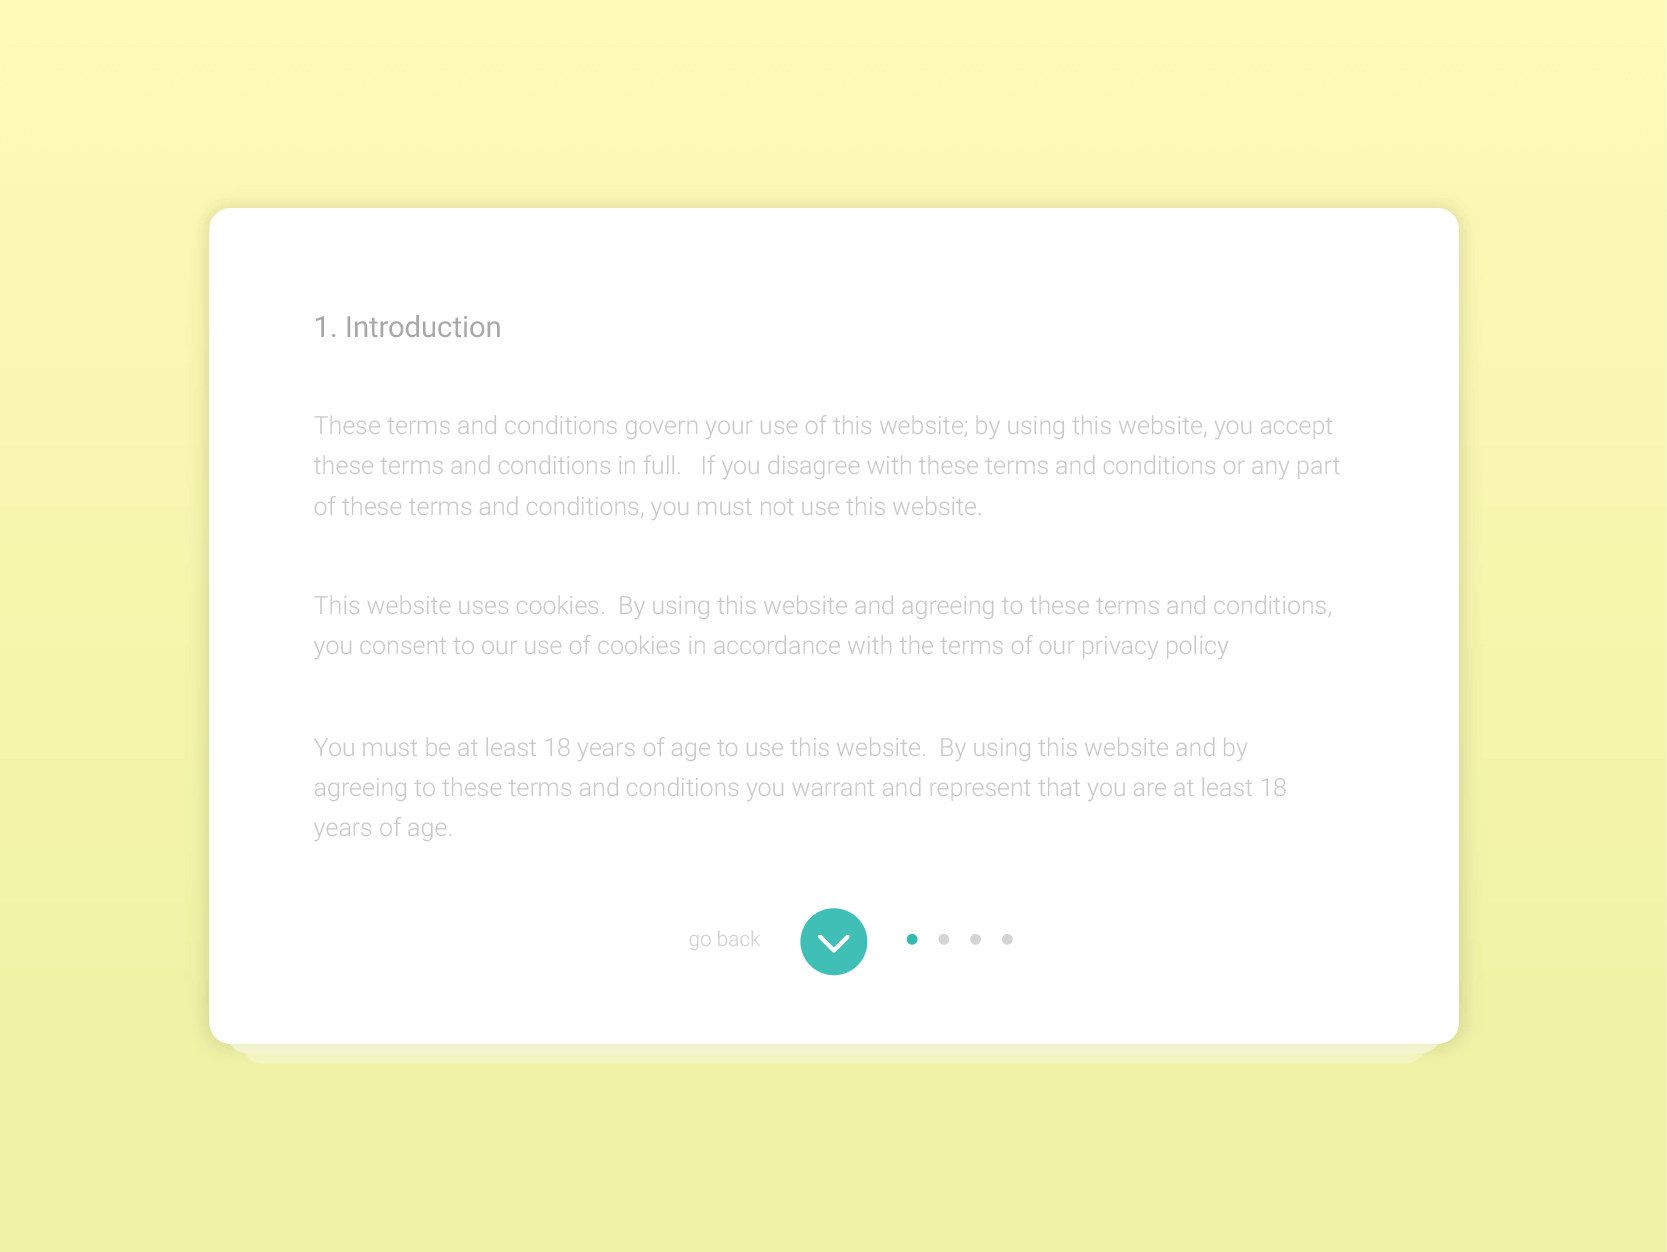 1. Introduction
These terms and conditions govern your use of this website; by using this website, you accept
these terms and conditions in full.   If you disagree with these terms and conditions or any part
of these terms and conditions, you must not use this website.
This website uses cookies.  By using this website and agreeing to these terms and conditions,
you consent to our use of cookies in accordance with the terms of our privacy policy
You must be at least 18 years of age to use this website.  By using this website and by
agreeing to these terms and conditions you warrant and represent that you are at least 18
years of age.
go back